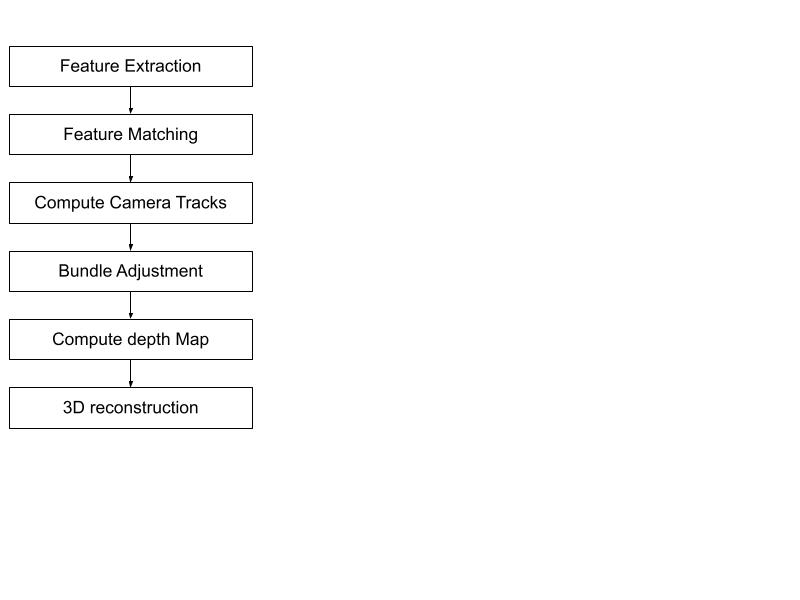 Feature Extraction
Feature Matching
Compute Camera Tracks
Bundle Adjustment
Compute depth Map
3D reconstruction